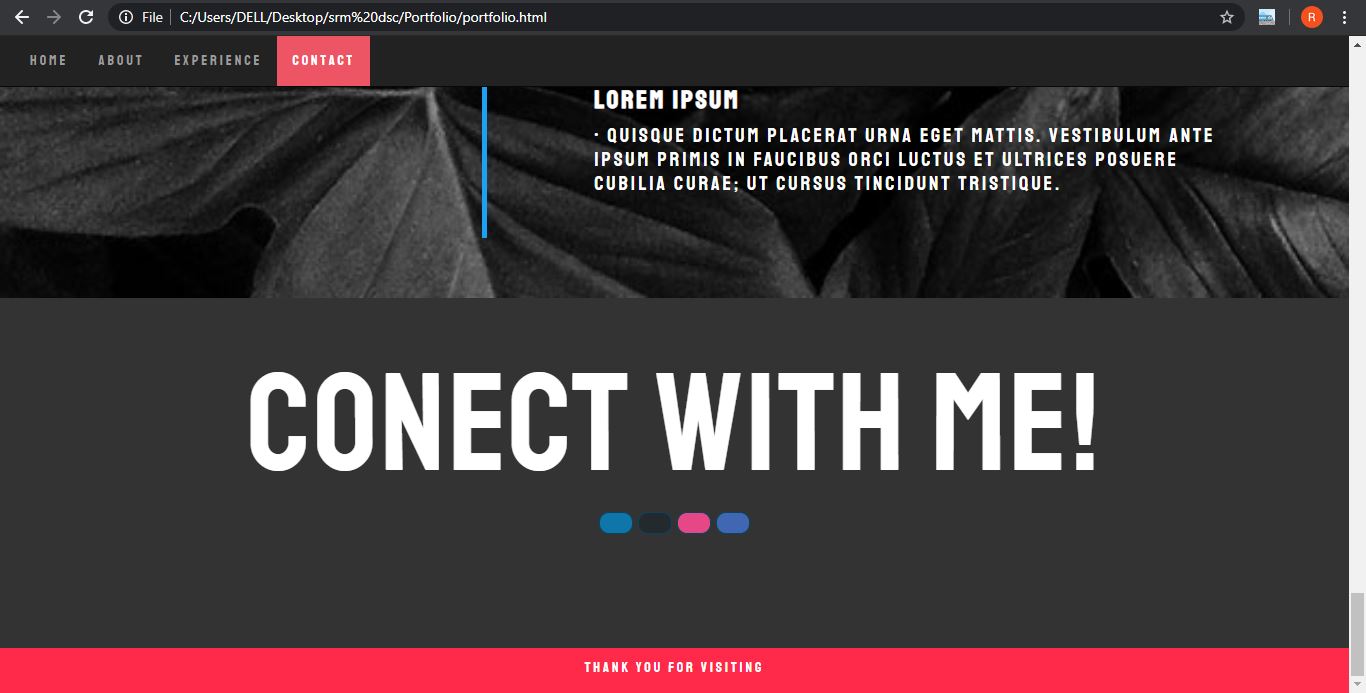 File C:/Users/DELL/Desktop/srm%20dsc/Portfolio/portfolio.html
R
HOME ABOUT EXPERIENCE CONTACT
LOREM IPSUM
· QUISQUE DICTUM PLACERAT URNA EGET MATTIS. VESTIBULUM ANTE
IPSUM PRIMIS IN FAUCIBUS ORCI LUCTUS ET ULTRICES POSUERE
CUBILIA CURAE; UT CURSUS TINCIDUNT TRISTIQUE.
CONECT WITH ME!
THANK YOU FOR VISITING